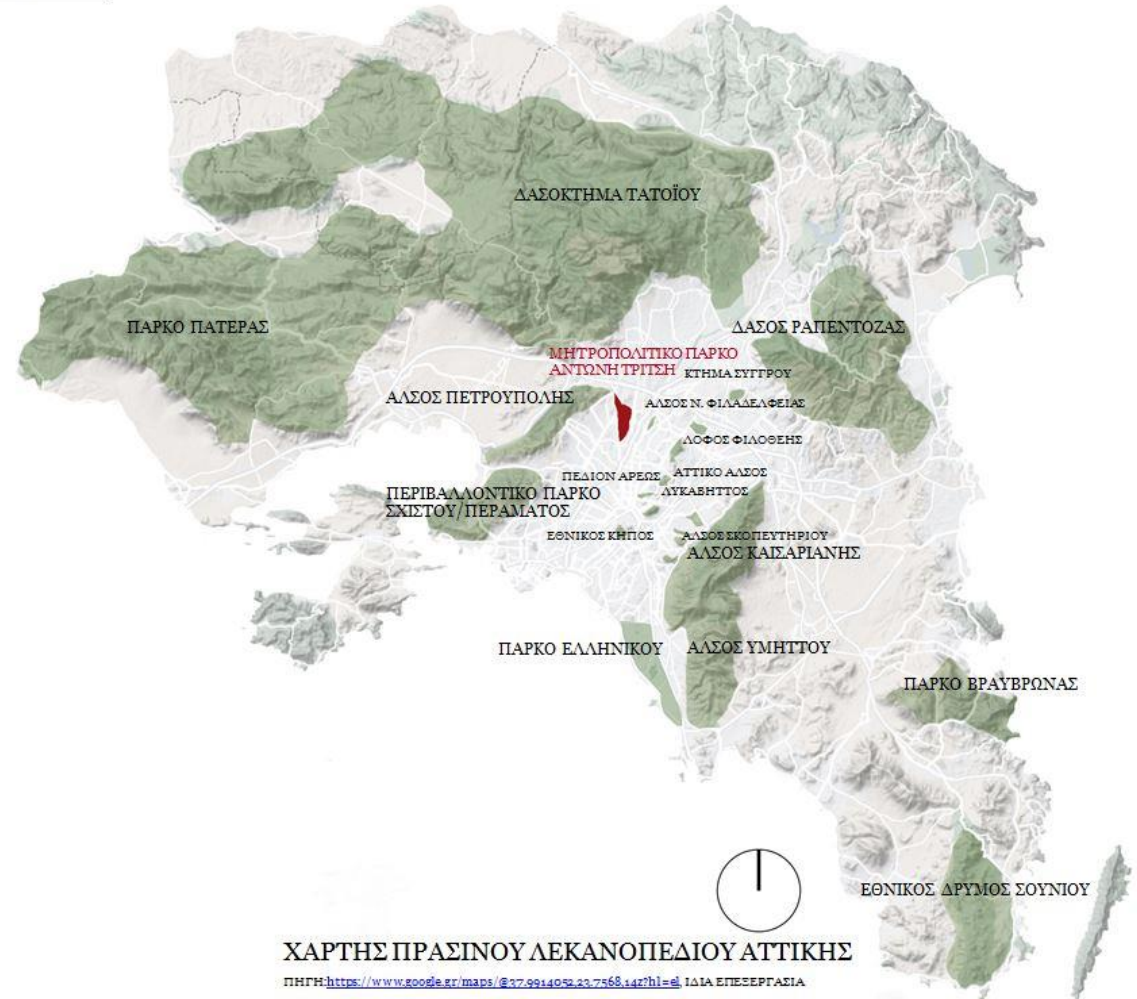 ΔΑΣΟΚΤΗΜΑ ΤΑΤΟΪΟΥ
ΠΑΡΚΟ ΠΑΤΕΡΑΣ
ΔΑΣΟΣ ΡΑΠΕΝΤΟΖΑΣ
ΜΗΤΡΟΠΟΛΙΤΙΚΟ ΠΑΡΚΟ
ΑΝΤΩΝΗ ΤΡΙΤΣΗ
ΚΤΗΜΑ ΣΥΓΓΡΟΥ
ΑΛΣΟΣ ΠΕΤΡΟΥΠΟΛΗΣ
ΑΛΣΟΣ Ν. ΦΙΛΑΔΕΛΦΕΙΑΣ
ΛΟΦΟΣ ΦΙΛΟΘΕΗΣ
ΠΕΔΙΟΝ ΑΡΕΩΣ
ΑΤΤΙΚΟ ΑΛΣΟΣ
ΛΥΚΑΒΗΤΤΟΣ
ΠΕΡΙΒΑΛΛΟΝΤΙΚΟ ΠΑΡΚΟ
ΣΧΙΣΤΟΥ/ΠΕΡΑΜΑΤΟΣ
ΕΘΝΙΚΟΣ ΚΗΠΟΣ
ΑΛΣΟΣ ΣΚΟΠΕΥΤΗΡΙΟΥ
ΑΛΣΟΣ ΚΑΙΣΑΡΙΑΝΗΣ
ΠΑΡΚΟ ΕΛΛΗΝΙΚΟΥ
ΑΛΣΟΣ ΥΜΗΤΤΟΥ
ΠΑΡΚΟ ΒΡΑΥΒΡΩΝΑΣ
ΕΘΝΙΚΟΣ ΔΡΥΜΟΣ ΣΟΥΝΙΟΥ
ΧΑΡΤΗΣ ΠΡΑΣΙΝΟΥ ΛΕΚΑΝΟΠΕΔΙΟΥ ΑΤΤΙΚΗΣ
ΠΗΓΗ:https://www.google.gr/maps/@37.9914052,23.7568,14z?hl=el, ΙΔΙΑ ΕΠΕΞΕΡΓΑΣΙΑ